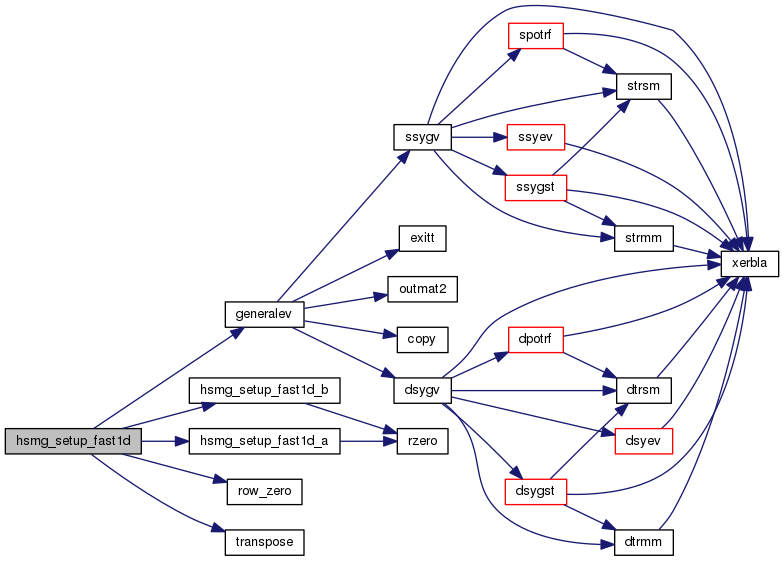 spotrf
strsm
ssygv
ssyev
ssygst
exitt
strmm
xerbla
outmat2
generalev
copy
dpotrf
hsmg_setup_fast1d_b
dsygv
dtrsm
hsmg_setup_fast1d
hsmg_setup_fast1d_a
rzero
dsyev
row_zero
dsygst
transpose
dtrmm